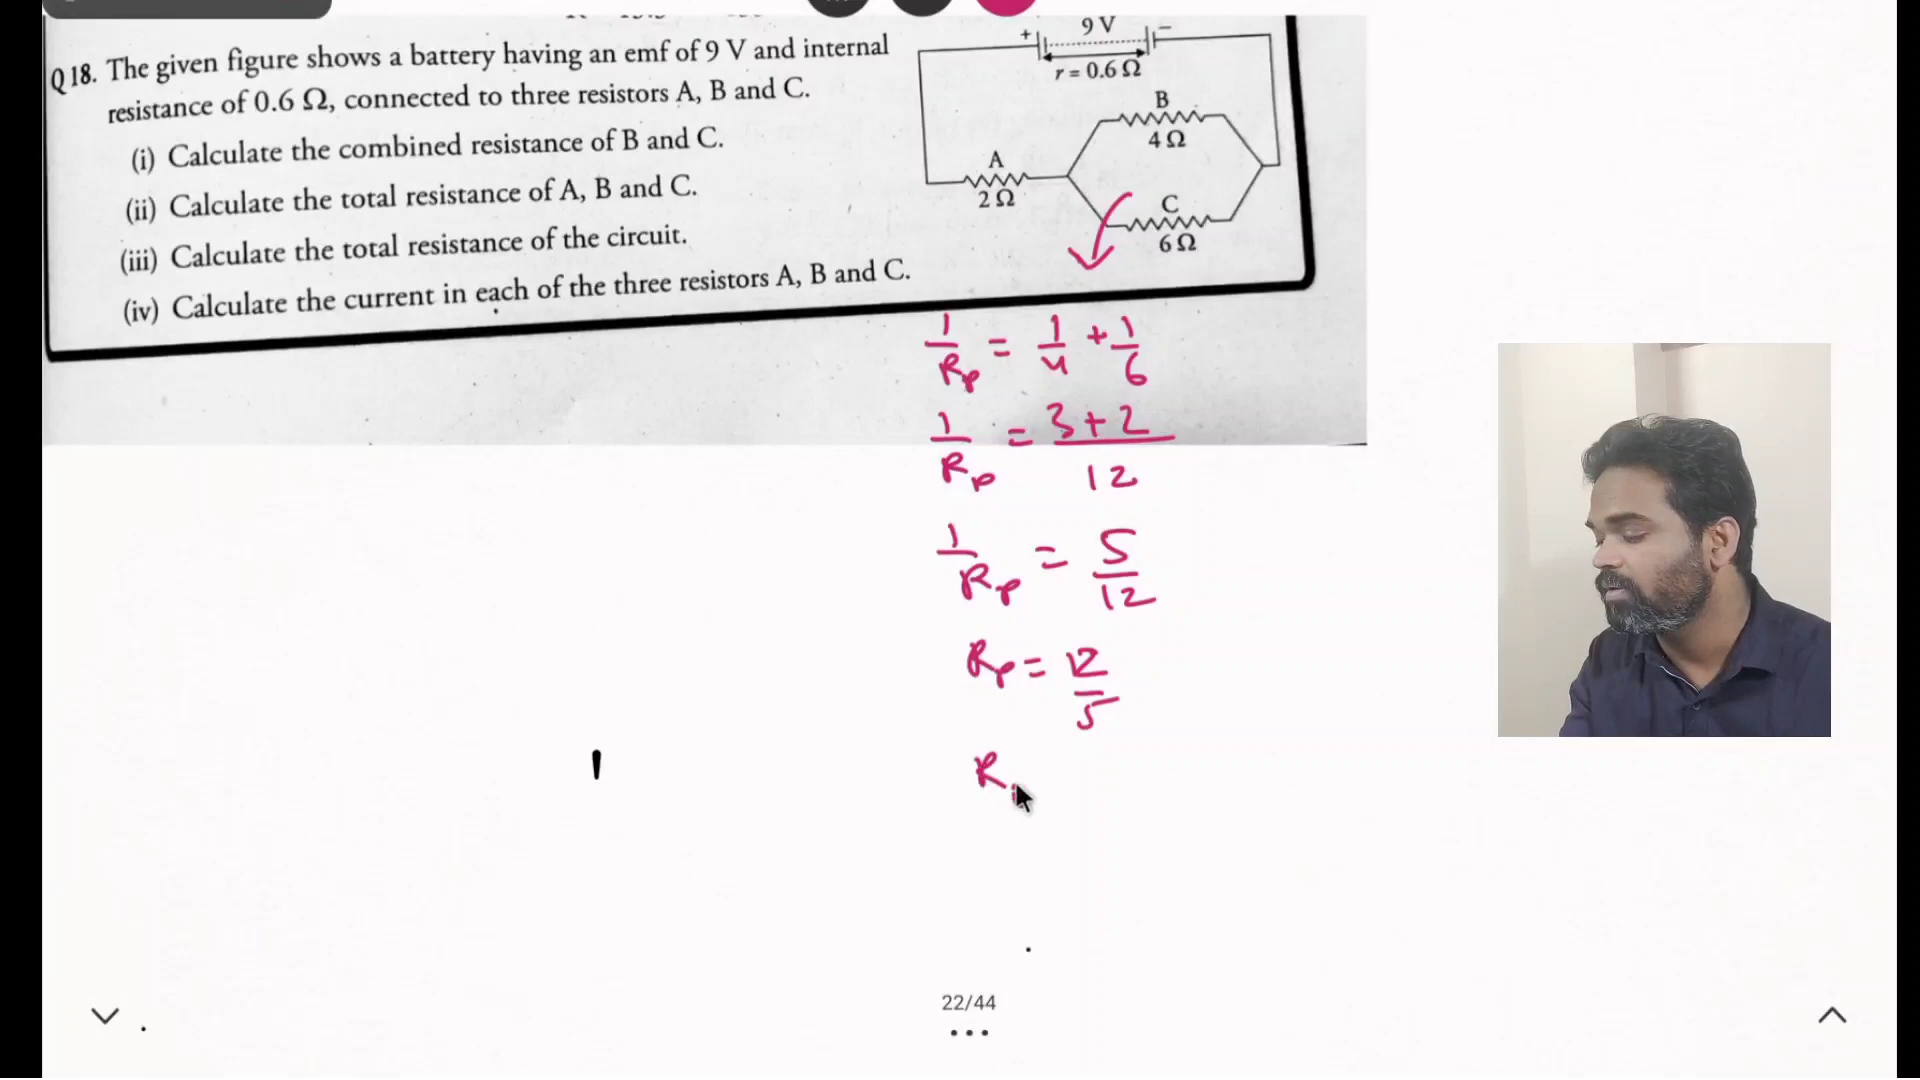 Q18. The given figure shows a battery having an emf of 9 V and internal
resistance of 0.6 Ω, connected to three resistors A, B and C.
(i) Calculate the combined resistance of B and C.
(ii) Calculate the total resistance of A, B and C.
(iii) Calculate the total resistance of the circuit.
(iv) Calculate the current in each of the three resistors A, B and C.
+ 9 V −
r = 0.6 Ω
B
4 Ω
A
2 Ω
C
6 Ω
1/Rp = 1/4 + 1/6
1/Rp = 3+2/12
1/Rp = 5/12
Rp = 12/5
R
22/44